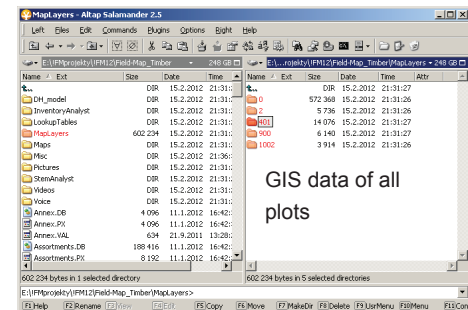 MapLayers - Altap Salamander 2.5
Left Files Edit Commands Plugins Options Right Help
E:\IFMprojekty\IFM12\Field-Map_Timber 248 GB
Name Ext Size Date Time
.. DIR 15.2.2012 21:31:
DH_model DIR 15.2.2012 21:31:
InventoryAnalyst DIR 15.2.2012 21:31:
LookupTables DIR 15.2.2012 21:31:
MapLayers 602 234 15.2.2012 21:31:
Maps DIR 15.2.2012 21:31:
Misc DIR 15.2.2012 21:36:
Pictures DIR 15.2.2012 21:31:
StemAnalyst DIR 15.2.2012 21:31:
Videos DIR 15.2.2012 21:31:
Voice DIR 15.2.2012 21:31:
Annex.DB 4 096 11.1.2012 16:42:
Annex.PX 4 096 11.1.2012 16:42:
Annex.VAL 634 21.9.2011 13:28:
Assortments.DB 188 416 11.1.2012 16:42:
Assortments.PX 8 192 11.1.2012 16:42:
602 234 bytes in 1 selected directory
E:\...rojekty\IFM12\Field-Map_Timber\MapLayers 248 GB
Name Ext Size Date Time Attr
.. DIR 15.2.2012 21:31:27
0 572 368 15.2.2012 21:31:26
2 5 736 15.2.2012 21:31:26
401 14 076 15.2.2012 21:31:27
900 6 140 15.2.2012 21:31:27
1002 3 914 15.2.2012 21:31:26
GIS data of all
plots
602 234 bytes in 5 selected directories
E:\IFMprojekty\IFM12\Field-Map_Timber\MapLayers>
F1 Help F2 Rename F3 View F4 Edit F5 Copy F6 Move F7 MakeDir F8 Delete F9 UsrMenu F10 Menu F11 Con